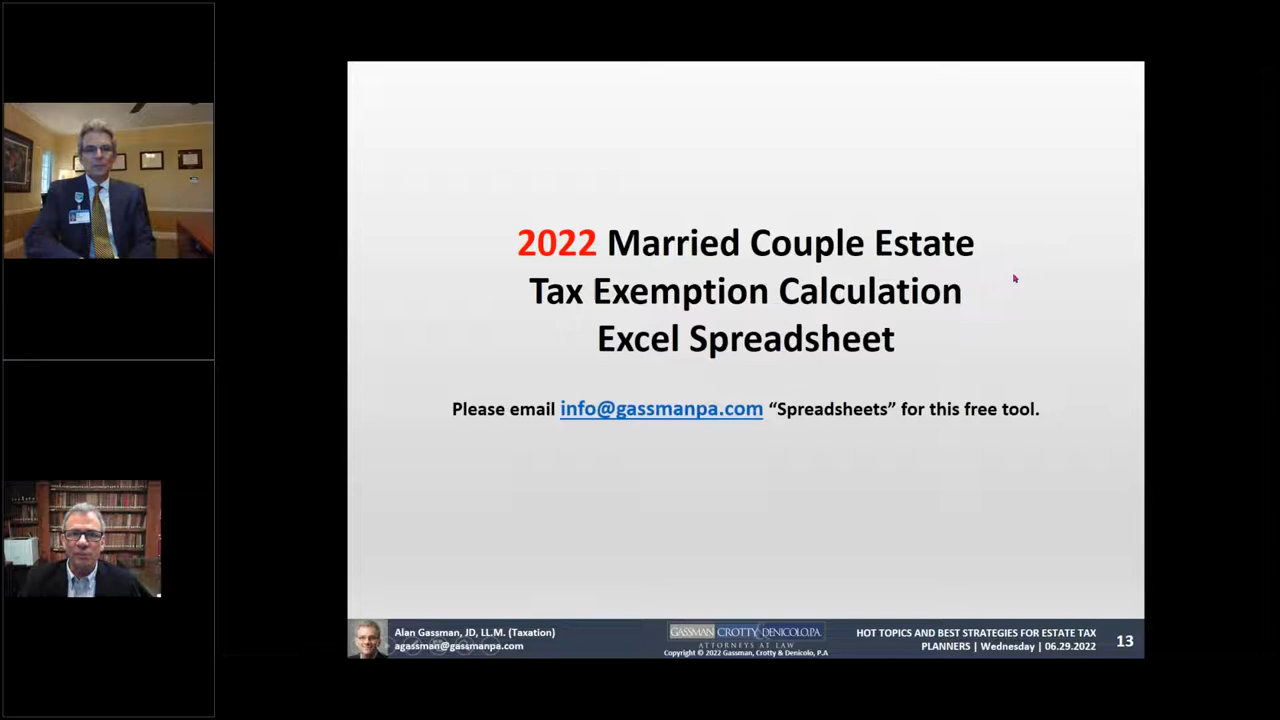 2022 Married Couple Estate
Tax Exemption Calculation
Excel Spreadsheet
Please email info@gassmanpa.com “Spreadsheets” for this free tool.
Alan Gassman, JD, LL.M. (Taxation)
agassman@gassmanpa.com
GASSMAN CROTTY DENICOLO, P.A.
ATTORNEYS AT LAW
Copyright © 2022 Gassman, Crotty & Denicolo, P.A
HOT TOPICS AND BEST STRATEGIES FOR ESTATE TAX
PLANNERS | Wednesday | 06.29.2022
13